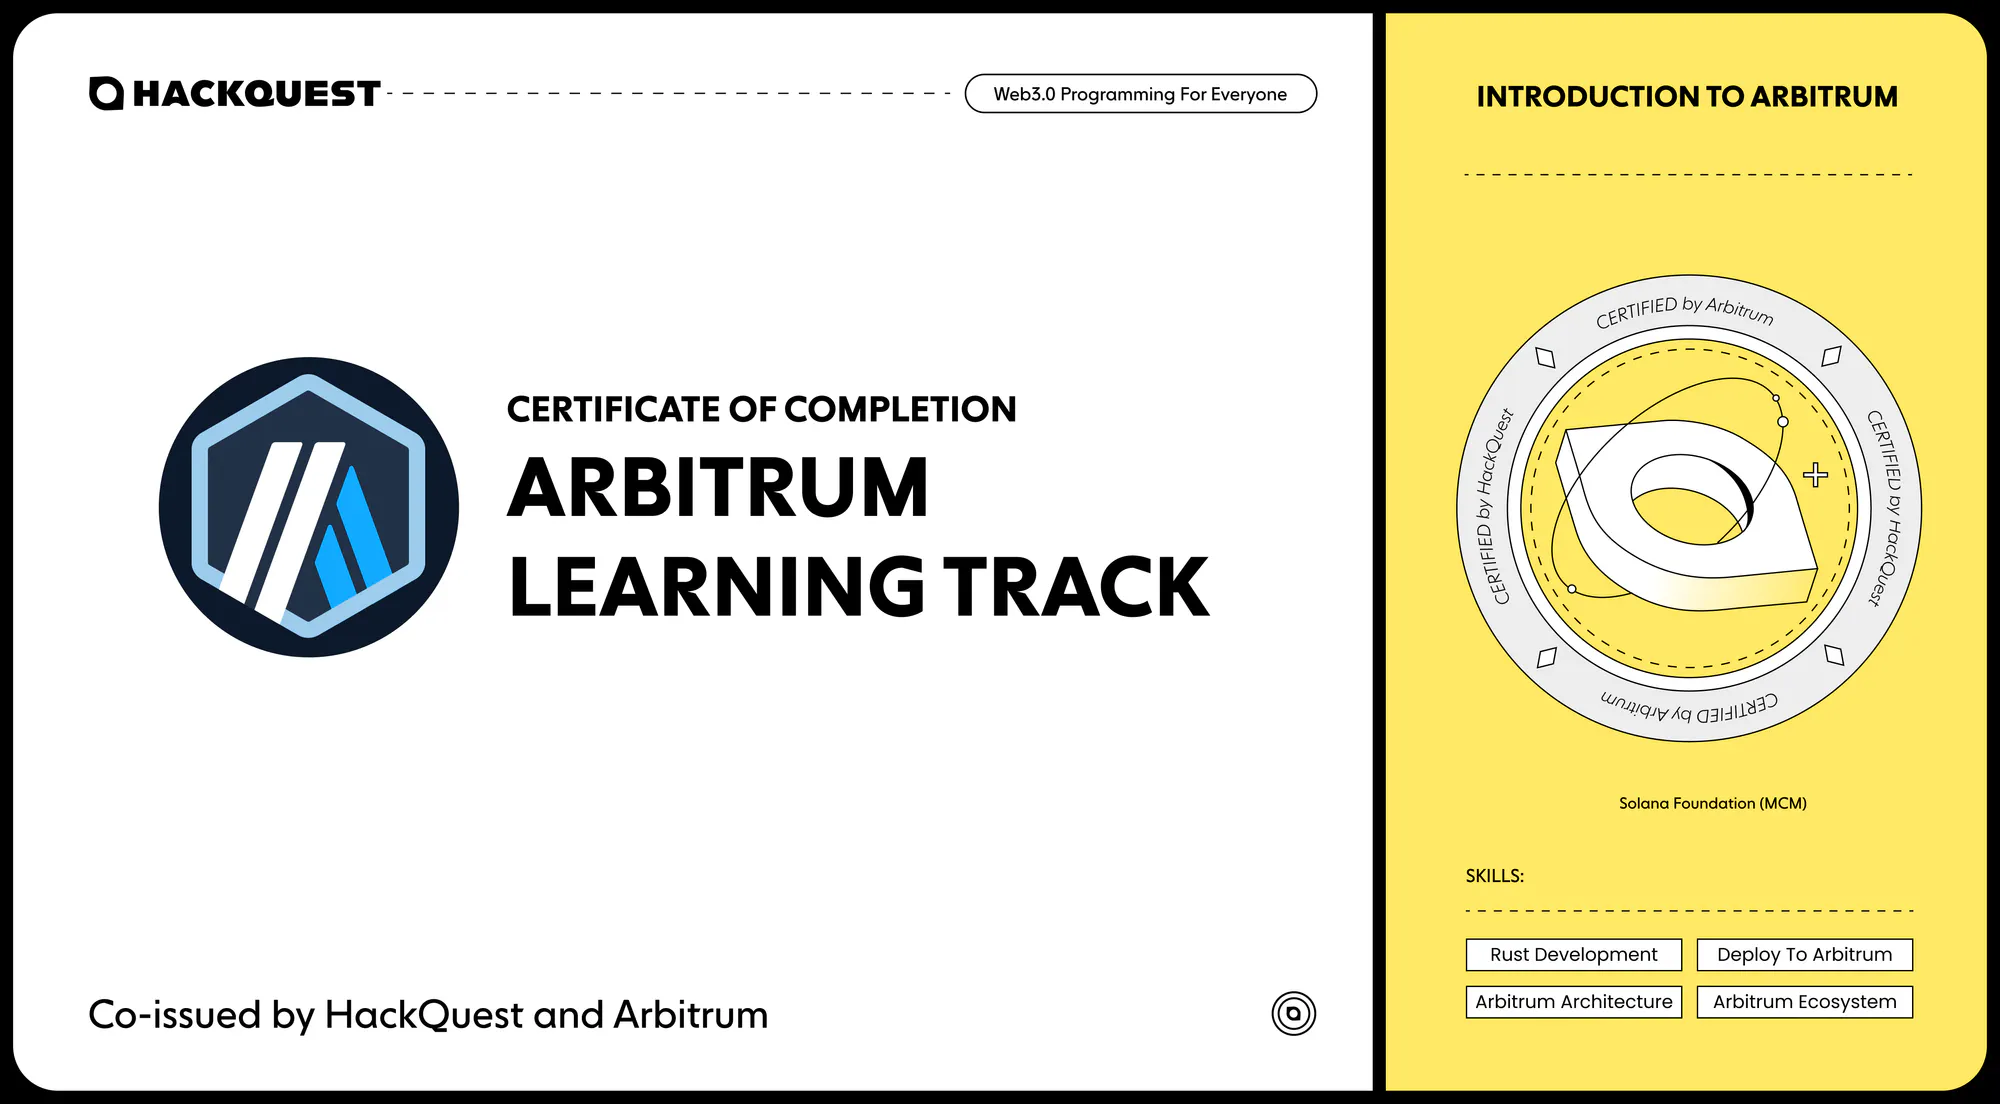 HACKQUEST
Web3.0 Programming For Everyone
CERTIFICATE OF COMPLETION
ARBITRUM
LEARNING TRACK
Co-issued by HackQuest and Arbitrum
INTRODUCTION TO ARBITRUM
CERTIFIED by Arbitrum
CERTIFIED by HackQuest
CERTIFIED by Arbitrum
CERTIFIED by HackQuest
Solana Foundation (MCM)
SKILLS:
Rust Development
Deploy To Arbitrum
Arbitrum Architecture
Arbitrum Ecosystem